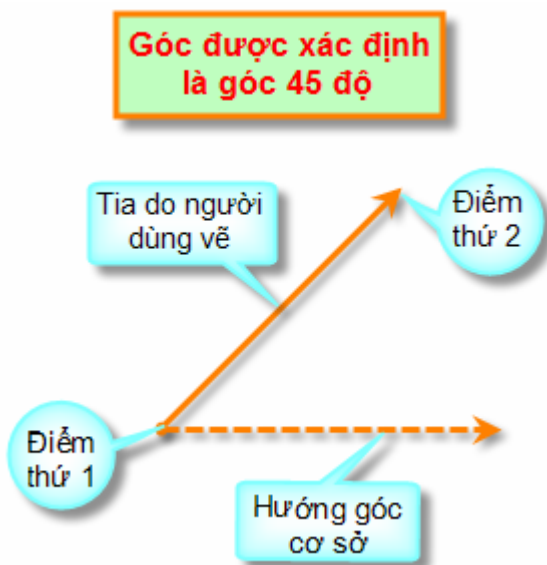 Góc được xác định
là góc 45 độ
Tia do người
dùng vẽ
Điểm
thứ 2
Điểm
thứ 1
Hướng góc
cơ sở